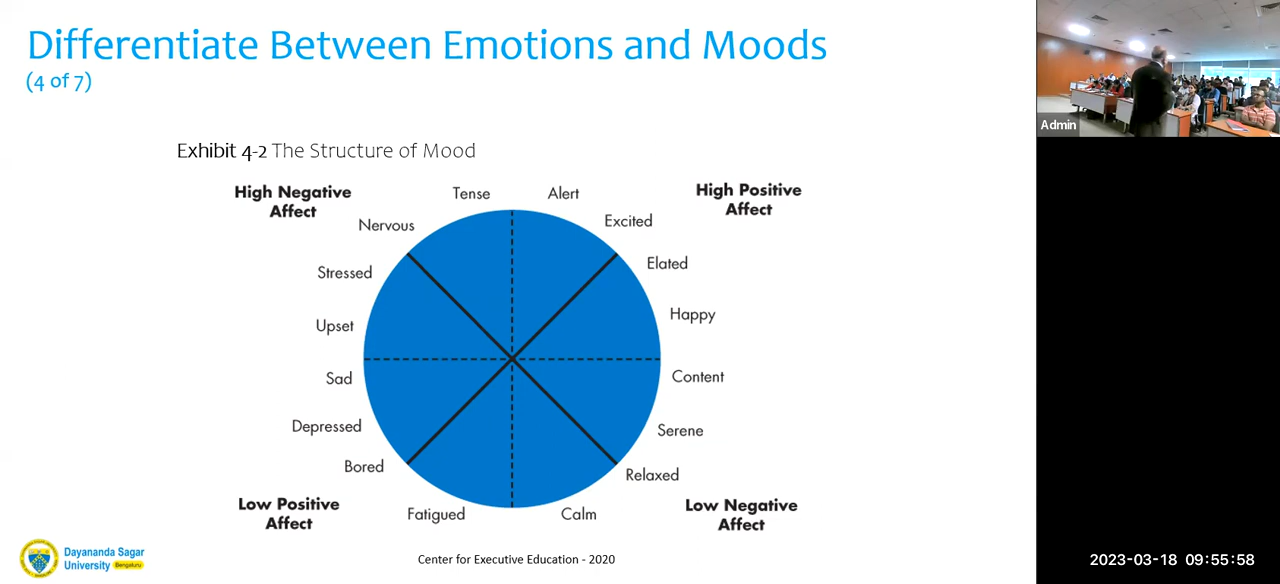 Differentiate Between Emotions and Moods
(4 of 7)
Exhibit 4-2 The Structure of Mood
High Negative
Affect
Tense
Alert
High Positive
Affect
Nervous
Excited
Stressed
Elated
Upset
Happy
Sad
Content
Depressed
Serene
Bored
Relaxed
Low Positive
Affect
Fatigued
Calm
Low Negative
Affect
Dayananda Sagar
University Bengaluru
Center for Executive Education - 2020
Admin
2023-03-18 09:55:58